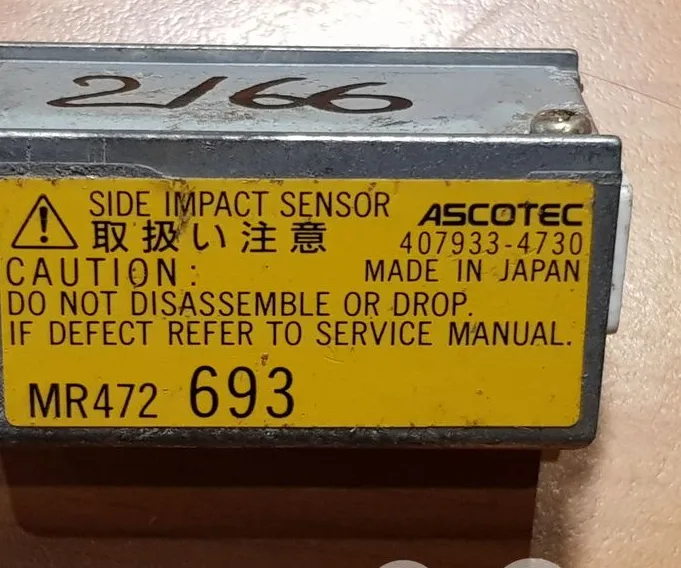 2166
SIDE IMPACT SENSOR ASCOTEC
取扱い注意 407933-4730
CAUTION: MADE IN JAPAN
DO NOT DISASSEMBLE OR DROP.
IF DEFECT REFER TO SERVICE MANUAL.
MR472 693